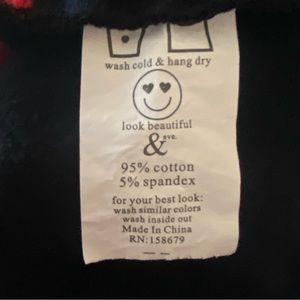 wash cold & hang dry
look beautiful
& ave.
95% cotton
5% spandex
for your best look:
wash similar colors
wash inside out
Made In China
RN:158679